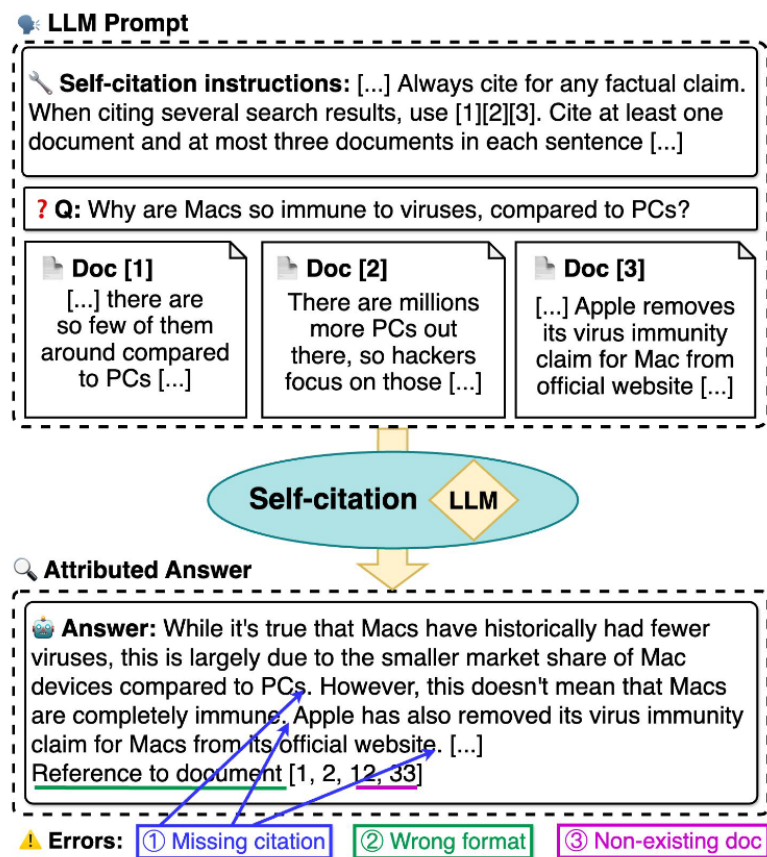 LLM Prompt
Self-citation instructions: [...] Always cite for any factual claim.
When citing several search results, use [1][2][3]. Cite at least one
document and at most three documents in each sentence [...]
? Q: Why are Macs so immune to viruses, compared to PCs?
Doc [1]
[...] there are
so few of them
around compared
to PCs [...]
Doc [2]
There are millions
more PCs out
there, so hackers
focus on those [...]
Doc [3]
[...] Apple removes
its virus immunity
claim for Mac from
official website [...]
Self-citation LLM
Attributed Answer
Answer: While it's true that Macs have historically had fewer
viruses, this is largely due to the smaller market share of Mac
devices compared to PCs. However, this doesn't mean that Macs
are completely immune. Apple has also removed its virus immunity
claim for Macs from its official website. [...]
Reference to document [1, 2, 12, 33]
Errors: ① Missing citation ② Wrong format ③ Non-existing doc